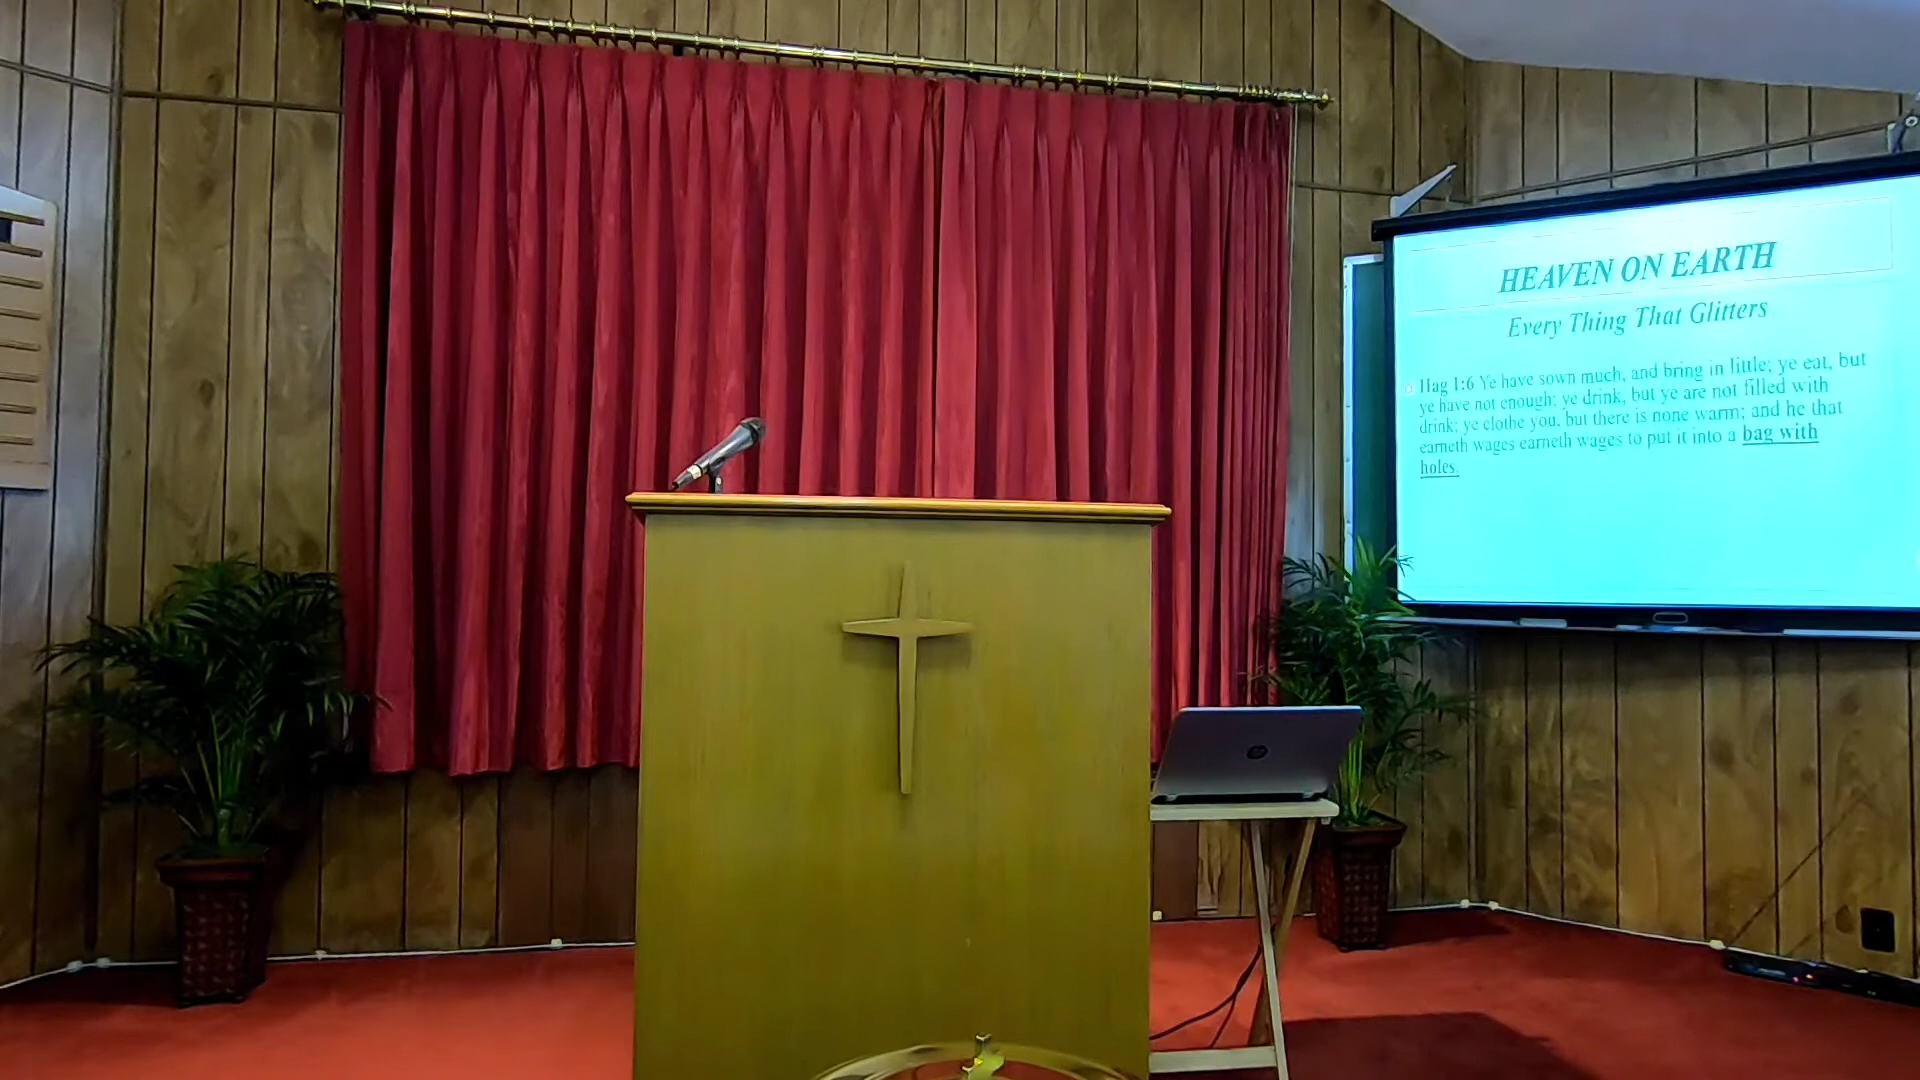 HEAVEN ON EARTH
Every Thing That Glitters
Hag 1:6 Ye have sown much, and bring in little; ye eat, but
ye have not enough; ye drink, but ye are not filled with
drink; ye clothe you, but there is none warm; and he that
earneth wages earneth wages to put it into a bag with
holes.
hp